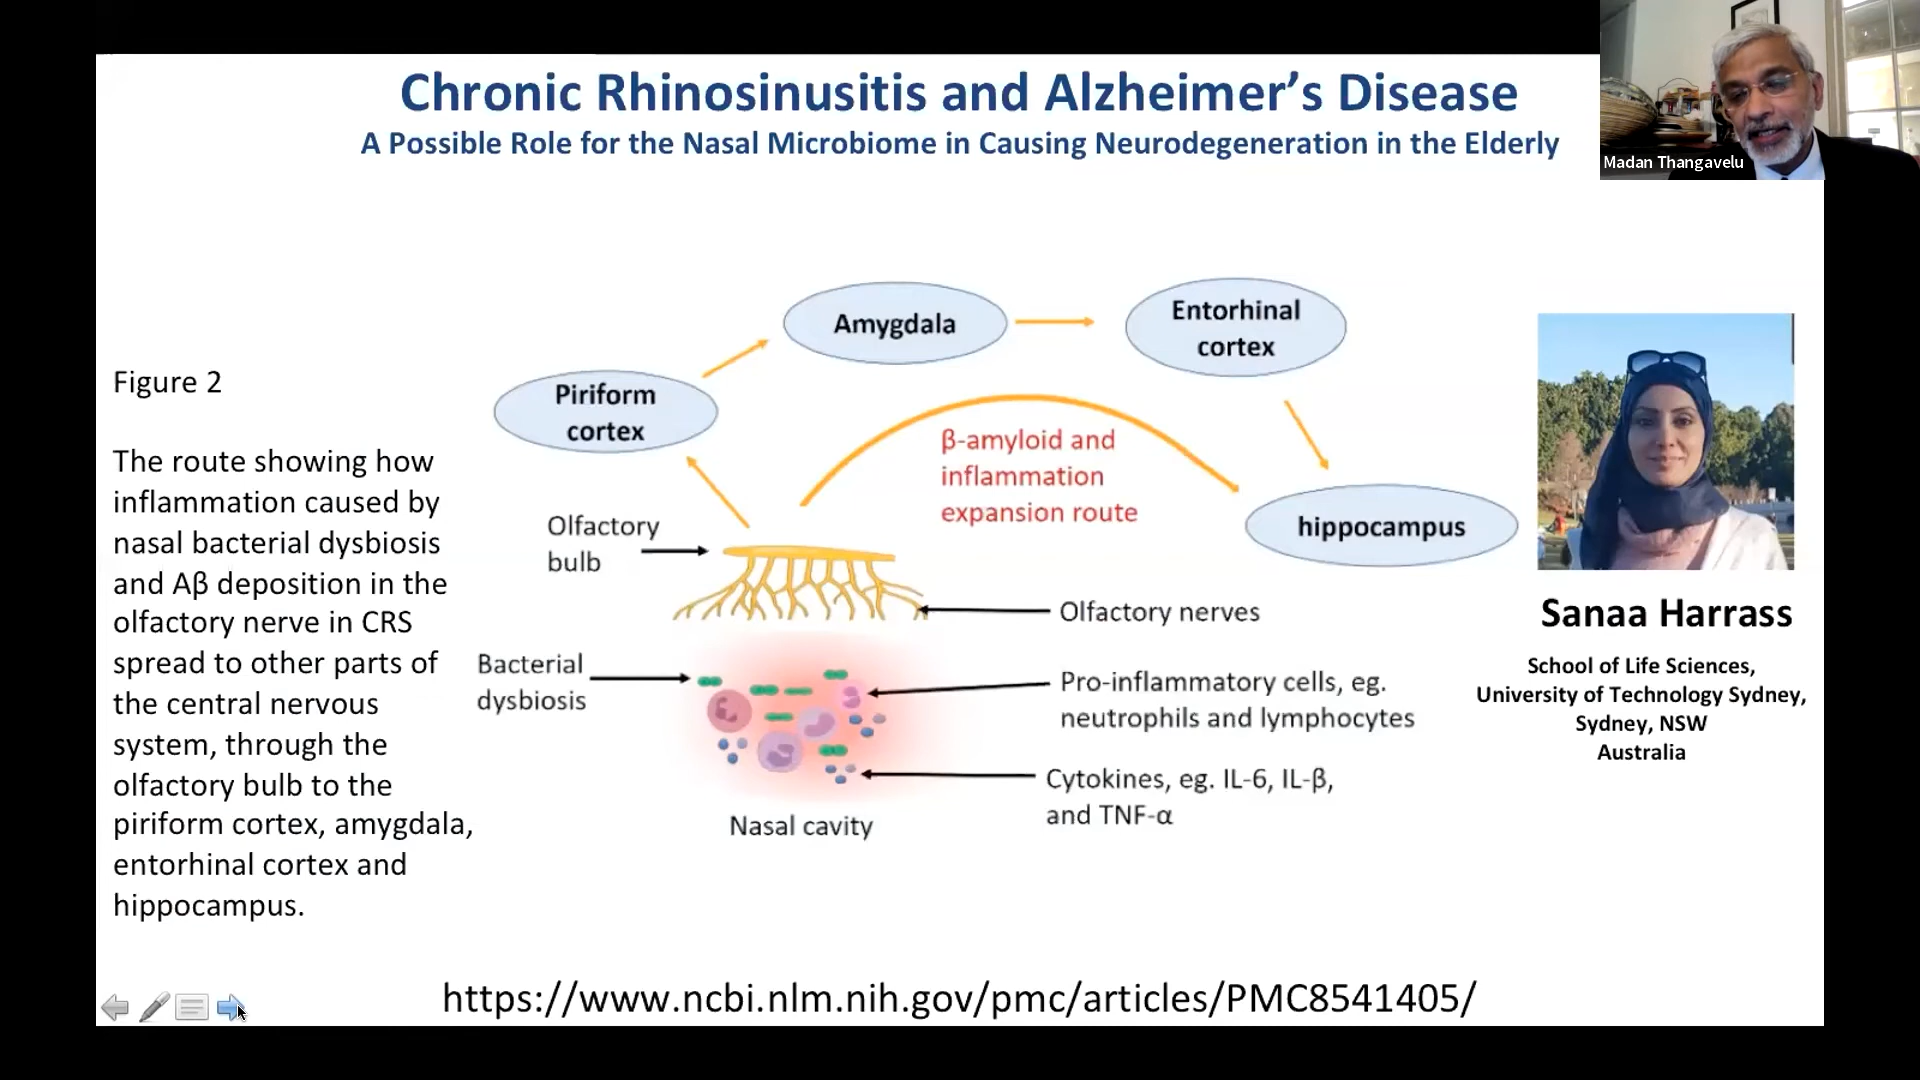 Chronic Rhinosinusitis and Alzheimer’s Disease
A Possible Role for the Nasal Microbiome in Causing Neurodegeneration in the Elderly
Madan Thangavelu
Figure 2
The route showing how
inflammation caused by
nasal bacterial dysbiosis
and Aβ deposition in the
olfactory nerve in CRS
spread to other parts of
the central nervous
system, through the
olfactory bulb to the
piriform cortex, amygdala,
entorhinal cortex and
hippocampus.
Amygdala
Entorhinal
cortex
Piriform
cortex
β-amyloid and
inflammation
expansion route
hippocampus
Olfactory
bulb
Olfactory nerves
Bacterial
dysbiosis
Pro-inflammatory cells, eg.
neutrophils and lymphocytes
Cytokines, eg. IL-6, IL-β,
and TNF-α
Nasal cavity
Sanaa Harrass
School of Life Sciences,
University of Technology Sydney,
Sydney, NSW
Australia
https://www.ncbi.nlm.nih.gov/pmc/articles/PMC8541405/